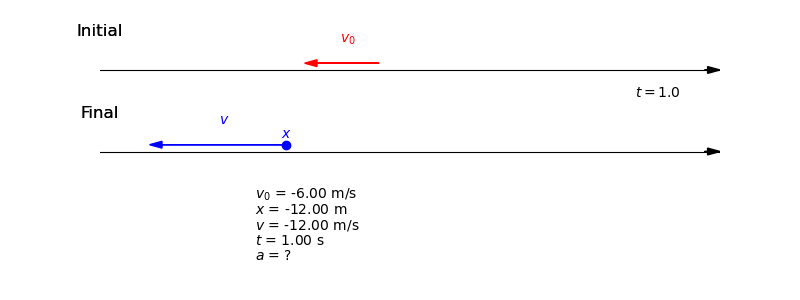 Initial
v₀
t = 1.0
Final
v
x
v₀ = -6.00 m/s
x = -12.00 m
v = -12.00 m/s
t = 1.00 s
a = ?